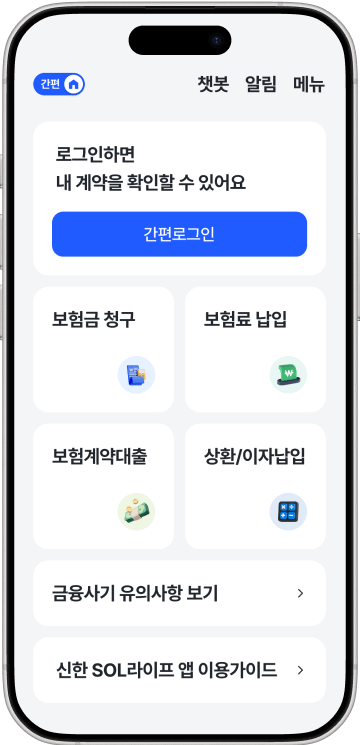 간편
챗봇 알림 메뉴
로그인하면
내 계약을 확인할 수 있어요
간편로그인
보험금 청구 보험료 납입
₩
보험계약대출 상환/이자납입
금융사기 유의사항 보기
신한 SOL라이프 앱 이용가이드